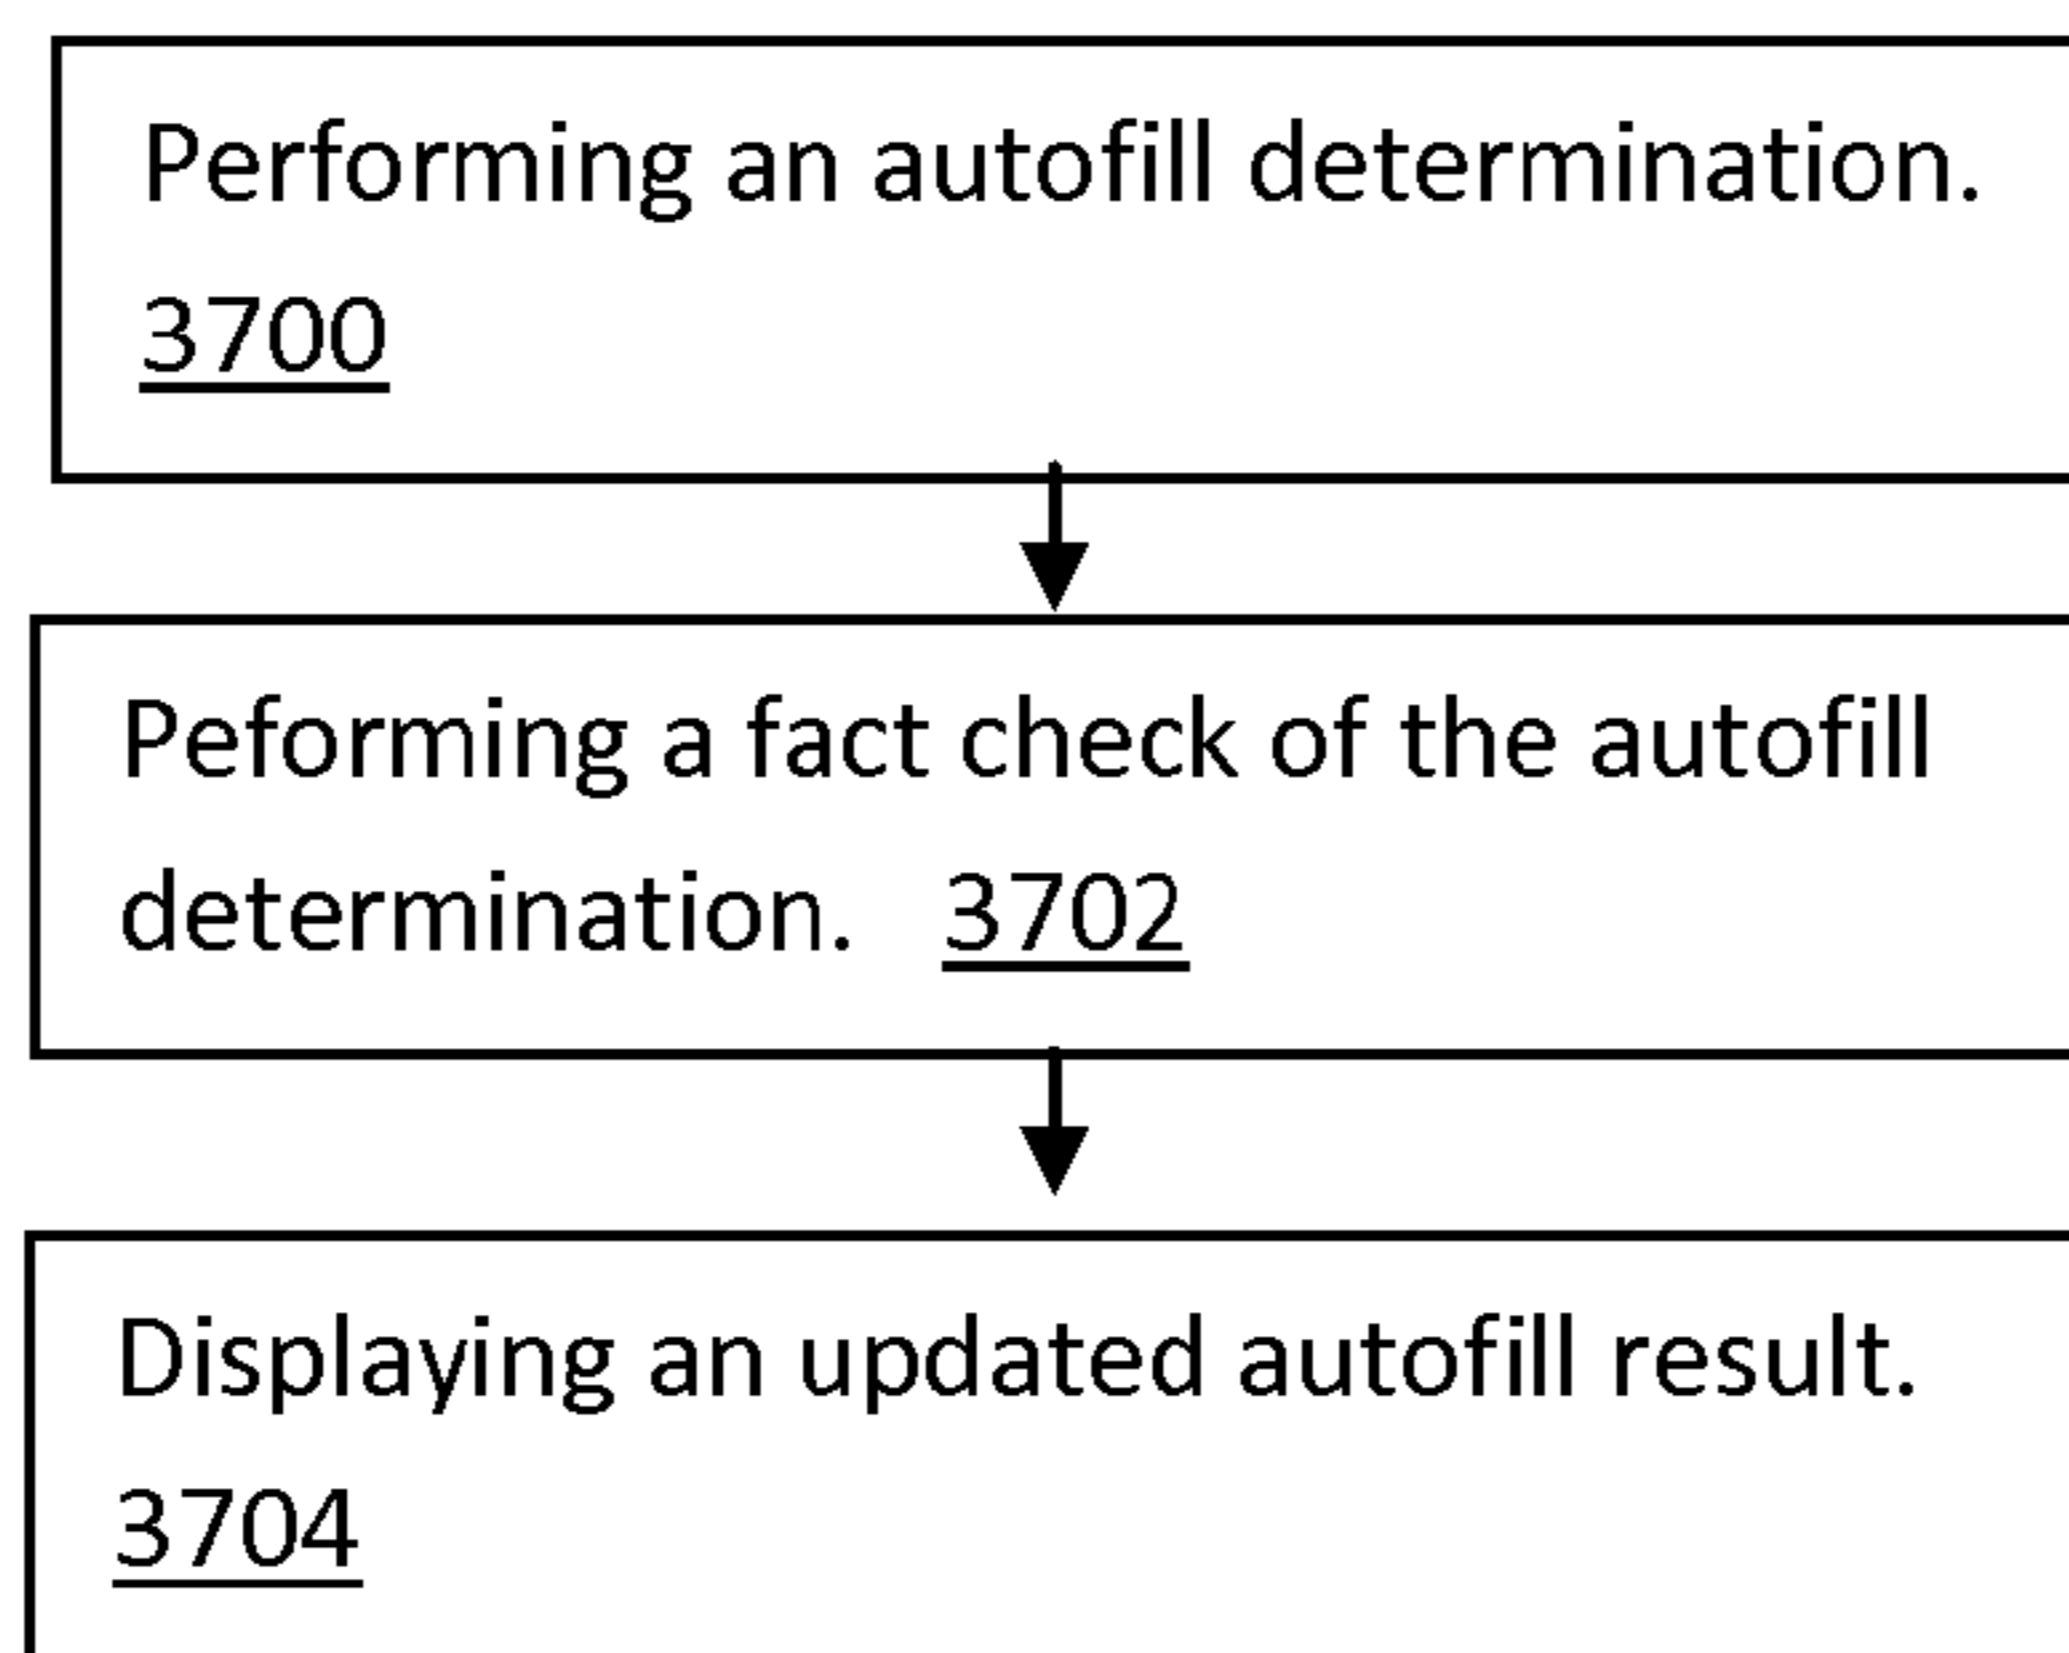 Performing an autofill determination.
3700
Peforming a fact check of the autofill
determination. 3702
Displaying an updated autofill result.
3704